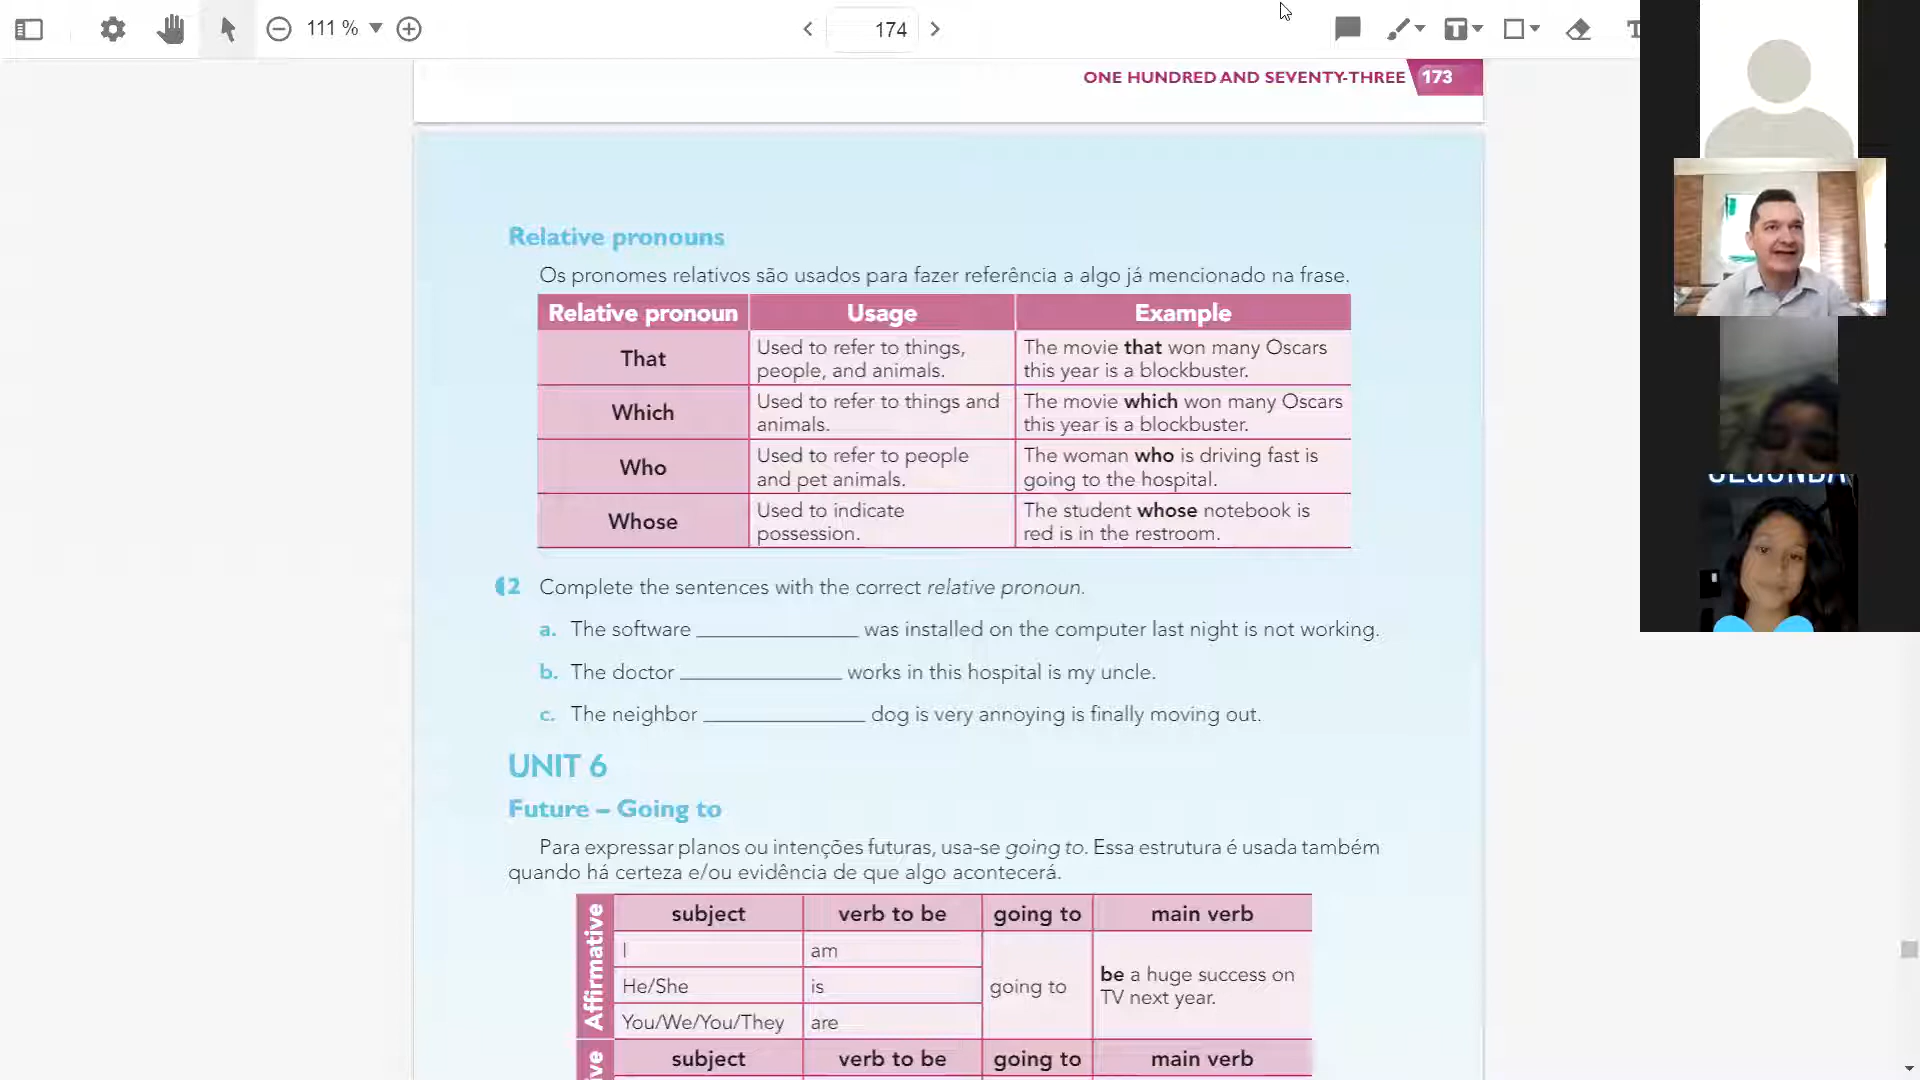 111 %
174
ONE HUNDRED AND SEVENTY-THREE 173
Relative pronouns
Os pronomes relativos são usados para fazer referência a algo já mencionado na frase.
Relative pronoun Usage Example
That Used to refer to things, people, and animals. The movie that won many Oscars this year is a blockbuster.
Which Used to refer to things and animals. The movie which won many Oscars this year is a blockbuster.
Who Used to refer to people and pet animals. The woman who is driving fast is going to the hospital.
Whose Used to indicate possession. The student whose notebook is red is in the restroom.
2 Complete the sentences with the correct relative pronoun.
a. The software ______________ was installed on the computer last night is not working.
b. The doctor ______________ works in this hospital is my uncle.
c. The neighbor ______________ dog is very annoying is finally moving out.
UNIT 6
Future – Going to
Para expressar planos ou intenções futuras, usa-se going to. Essa estrutura é usada também
quando há certeza e/ou evidência de que algo acontecerá.
Affirmative
subject verb to be going to main verb
I am
He/She is going to be a huge success on TV next year.
You/We/You/They are
subject verb to be going to main verb